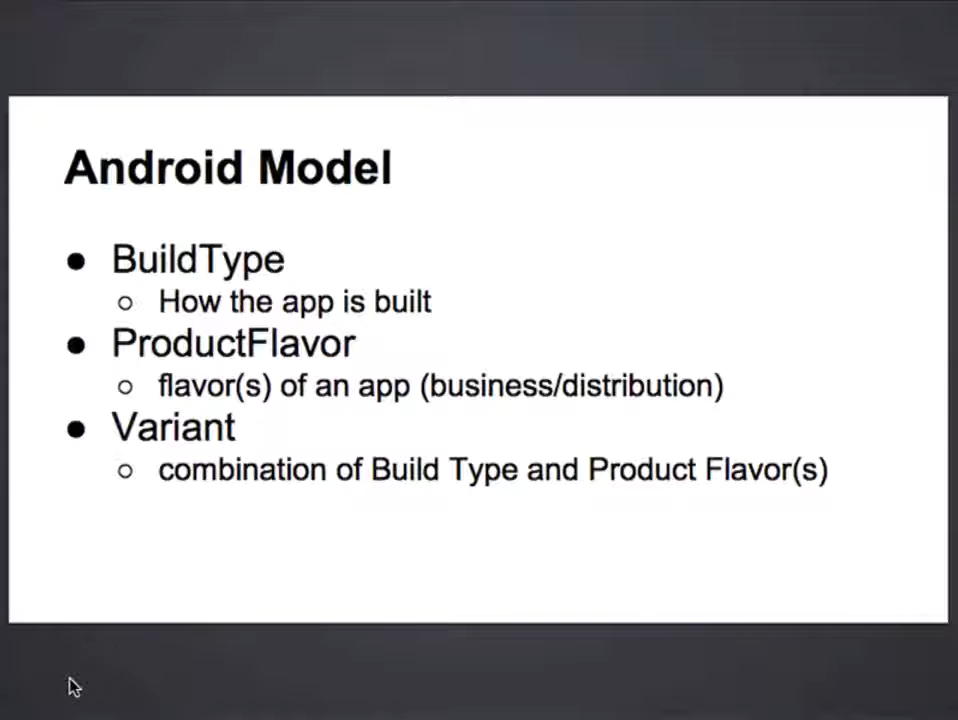 Android Model
● BuildType
○ How the app is built
● ProductFlavor
○ flavor(s) of an app (business/distribution)
● Variant
○ combination of Build Type and Product Flavor(s)